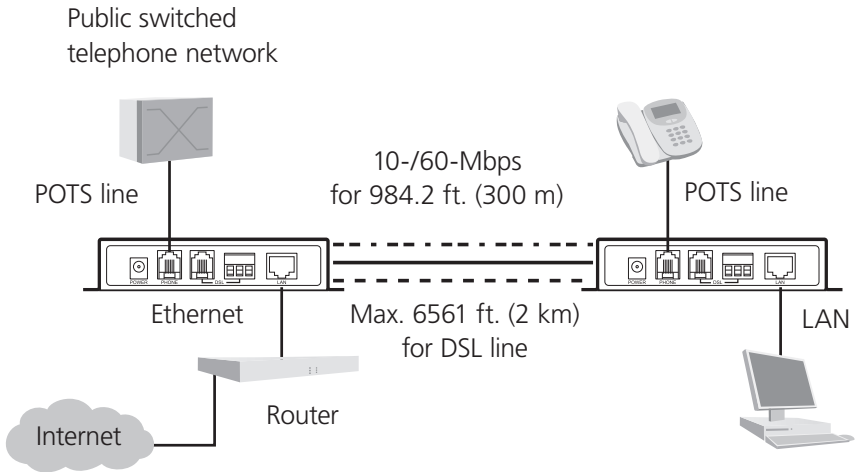 Public switched
telephone network
POTS line
10-/60-Mbps
for 984.2 ft. (300 m)
POTS line
POWER PHONE DSL LAN
POWER PHONE DSL LAN
Ethernet
Max. 6561 ft. (2 km)
for DSL line
LAN
Router
Internet